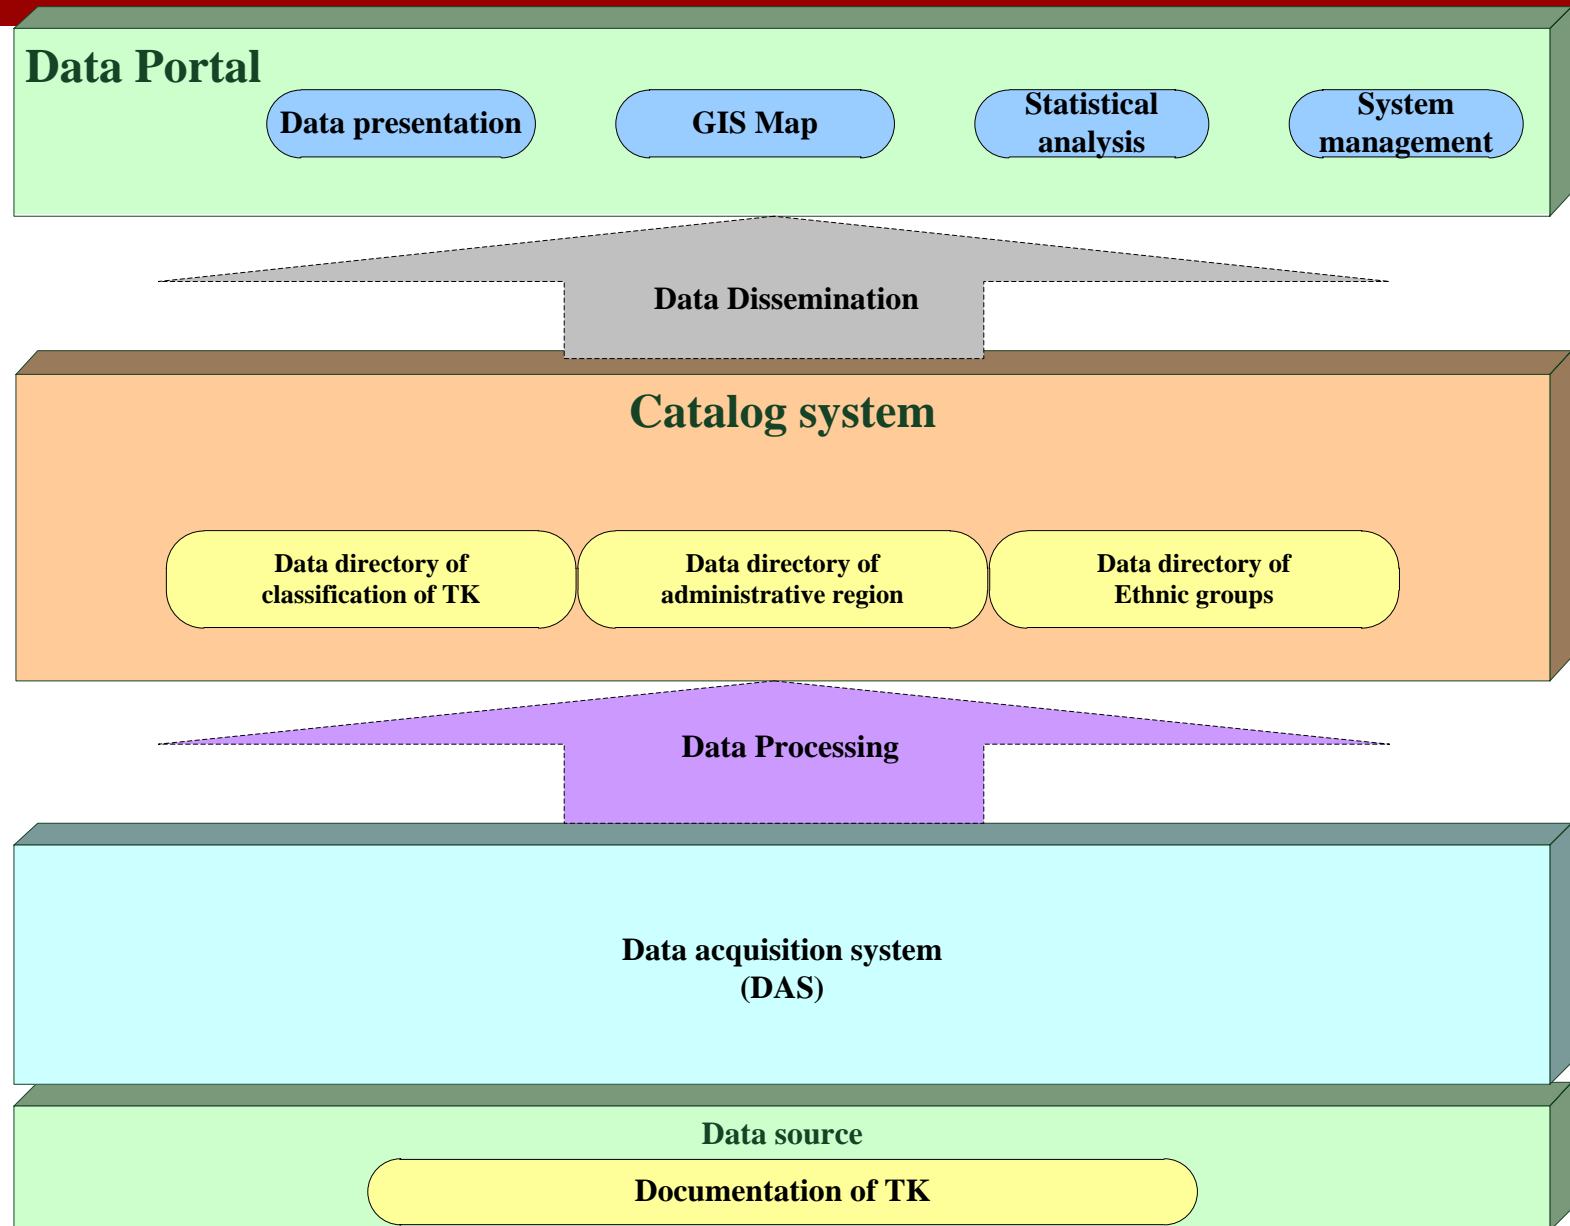 Data Portal
Data presentation
GIS Map
Statistical
analysis
System
management
Data Dissemination
Catalog system
Data directory of
classification of TK
Data directory of
administrative region
Data directory of
Ethnic groups
Data Processing
Data acquisition system
(DAS)
Data source
Documentation of TK